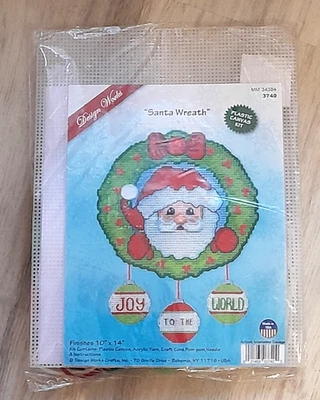 Design Works
MM 34384
3740
"Santa Wreath"
PLASTIC
CANVAS
KIT
JOY
WORLD
TO THE
Finishes 10" x 14"
Kit Contains: Plastic Canvas, Acrylic Yarn, Craft Cord, Pom-pom, Needle
& Instructions
© Design Works Crafts, Inc. - 70 Orville Drive - Bohemia, NY 11716 - USA